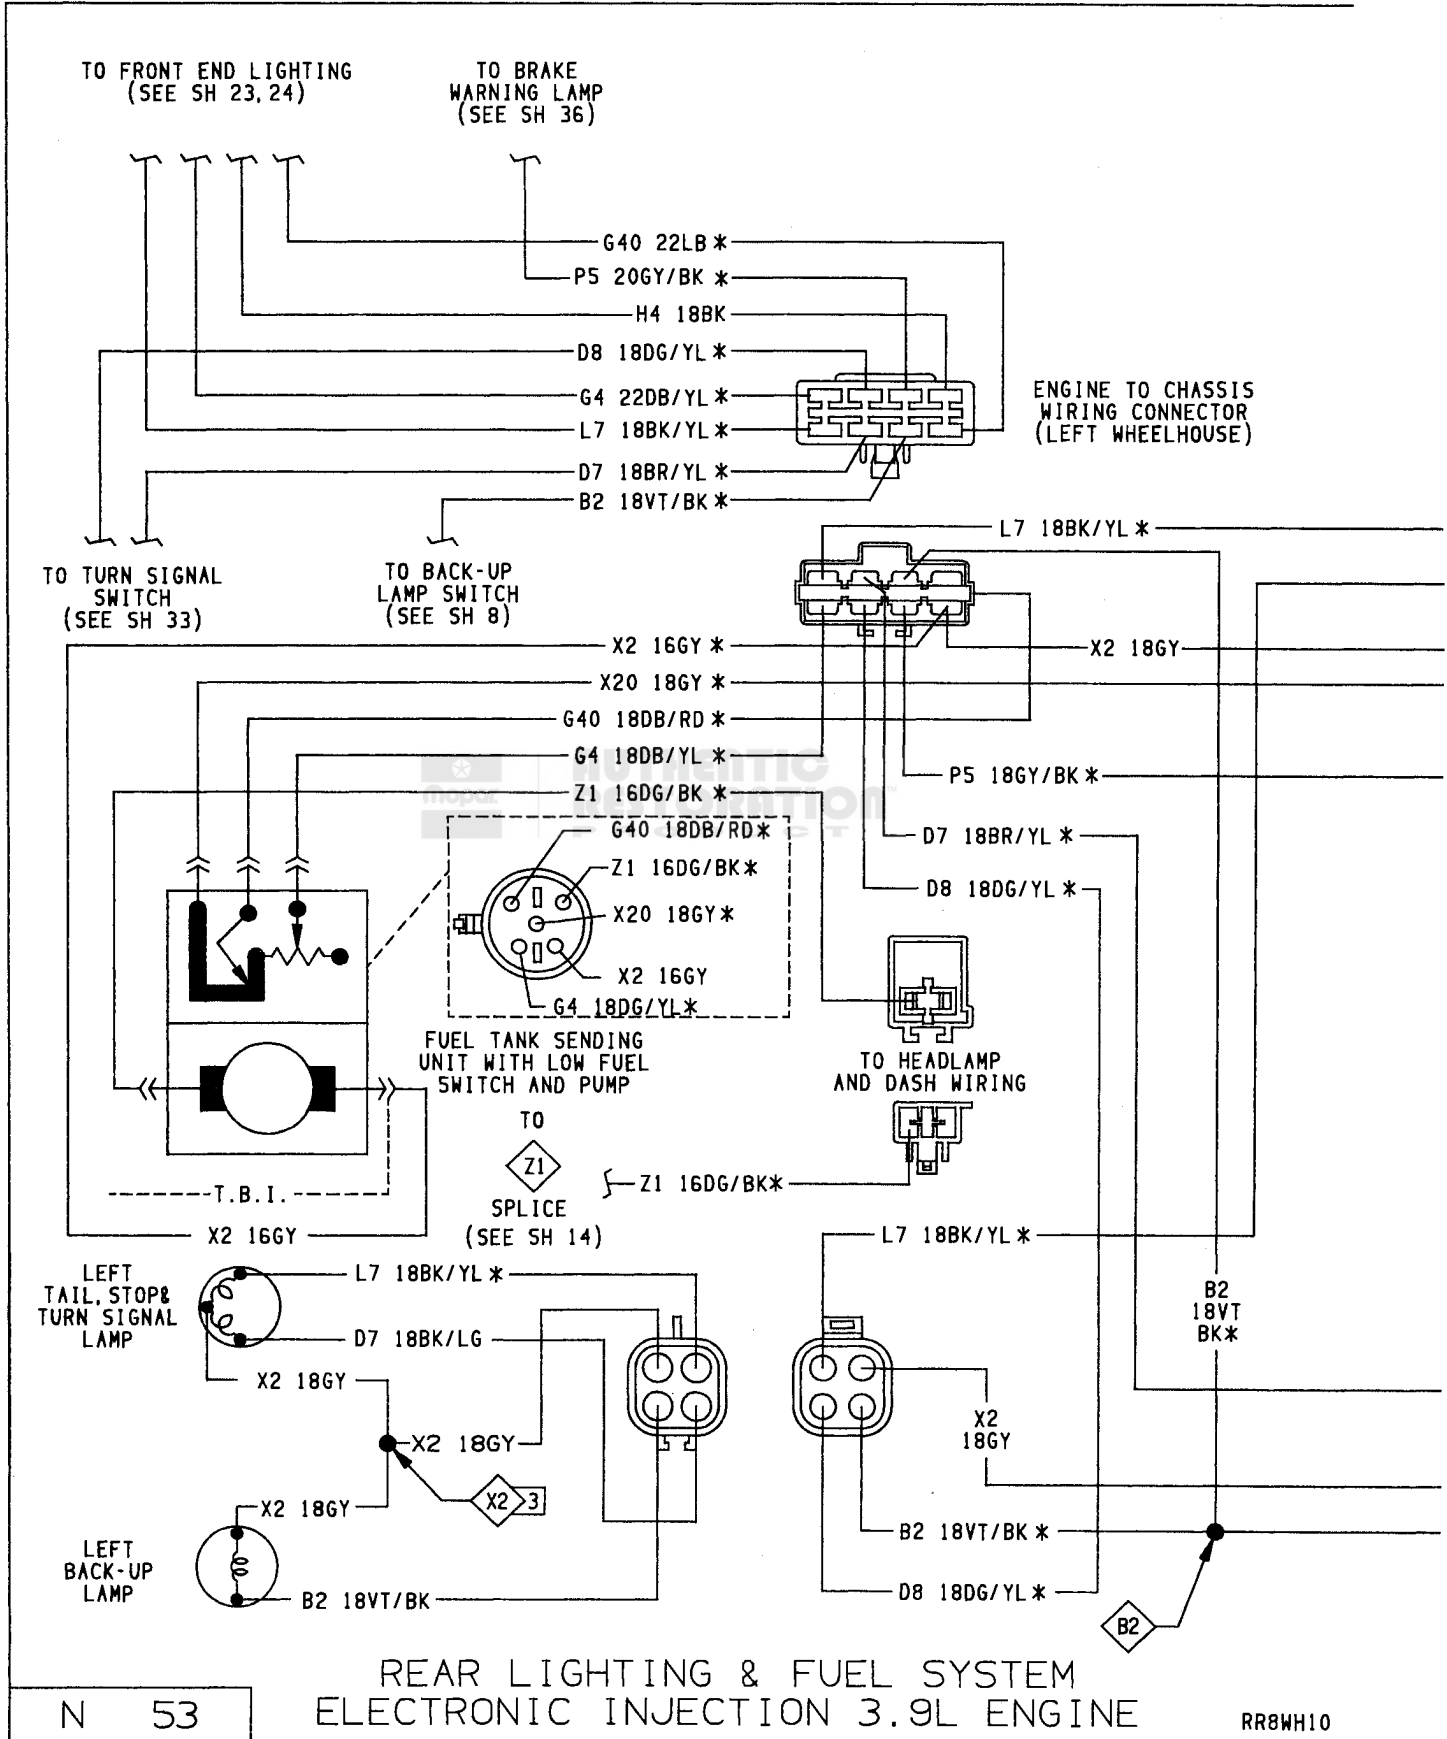 TO FRONT END LIGHTING
(SEE SH 23,24)
TO BRAKE
WARNING LAMP
(SEE SH 36)
G40 22LB *
P5 20GY/BK *
H4 18BK
D8 18DG/YL *
G4 22DB/YL *
L7 18BK/YL *
D7 18BR/YL *
B2 18VT/BK *
ENGINE TO CHASSIS
WIRING CONNECTOR
(LEFT WHEELHOUSE)
TO TURN SIGNAL
SWITCH
(SEE SH 33)
TO BACK-UP
LAMP SWITCH
(SEE SH 8)
L7 18BK/YL *
X2 16GY *
X2 18GY
X20 18GY *
G40 18DB/RD *
G4 18DB/YL *
P5 18GY/BK *
Z1 16DG/BK *
Mopar
AUTHENTIC
RESTORATION™
PRODUCT
D7 18BR/YL *
D8 18DG/YL *
G40 18DB/RD*
Z1 16DG/BK*
X20 18GY*
X2 16GY
G4 18DG/YL*
FUEL TANK SENDING
UNIT WITH LOW FUEL
SWITCH AND PUMP
TO HEADLAMP
AND DASH WIRING
TO
Z1
SPLICE
(SEE SH 14)
Z1 16DG/BK*
T.B.I.
X2 16GY
L7 18BK/YL *
LEFT
TAIL,STOP&
TURN SIGNAL
LAMP
L7 18BK/YL *
D7 18BK/LG
X2 18GY
X2 18GY
X2 3
X2 18GY
LEFT
BACK-UP
LAMP
B2 18VT/BK
B2
18VT
BK*
X2
18GY
B2 18VT/BK *
D8 18DG/YL *
B2
REAR LIGHTING & FUEL SYSTEM
ELECTRONIC INJECTION 3.9L ENGINE
N 53
RR8WH10